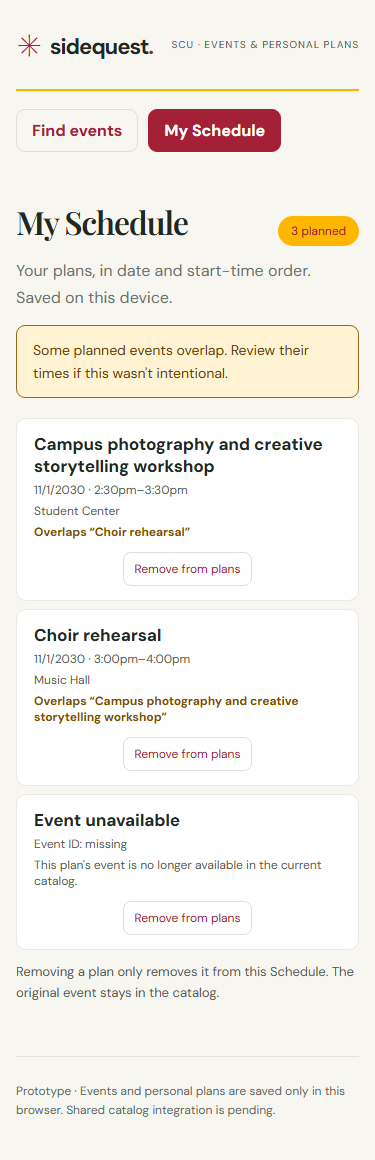 sidequest.
SCU · EVENTS & PERSONAL PLANS
Find events
My Schedule
My Schedule
3 planned
Your plans, in date and start-time order.
Saved on this device.
Some planned events overlap. Review their
times if this wasn't intentional.
Campus photography and creative
storytelling workshop
11/1/2030 · 2:30pm–3:30pm
Student Center
Overlaps “Choir rehearsal”
Remove from plans
Choir rehearsal
11/1/2030 · 3:00pm–4:00pm
Music Hall
Overlaps “Campus photography and creative
storytelling workshop”
Remove from plans
Event unavailable
Event ID: missing
This plan's event is no longer available in the current
catalog.
Remove from plans
Removing a plan only removes it from this Schedule. The
original event stays in the catalog.
Prototype · Events and personal plans are saved only in this
browser. Shared catalog integration is pending.